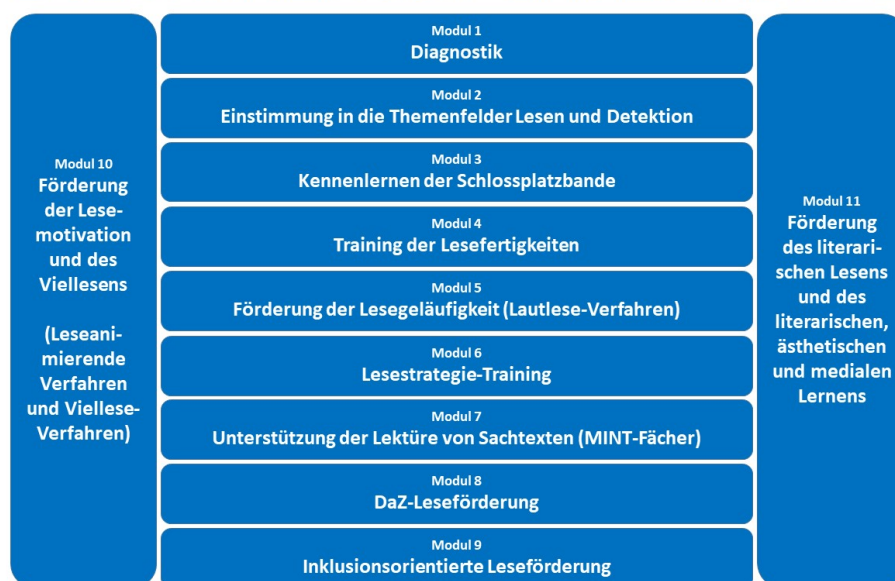 Modul 10
Förderung
der Lese-
motivation
und des
Viellesens
(Leseani-
mierende
Verfahren
und Viellese-
Verfahren)
Modul 1
Diagnostik
Modul 2
Einstimmung in die Themenfelder Lesen und Detektion
Modul 3
Kennenlernen der Schlossplatzbande
Modul 4
Training der Lesefertigkeiten
Modul 5
Förderung der Lesegeläufigkeit (Lautlese-Verfahren)
Modul 6
Lesestrategie-Training
Modul 7
Unterstützung der Lektüre von Sachtexten (MINT-Fächer)
Modul 8
DaZ-Leseförderung
Modul 9
Inklusionsorientierte Leseförderung
Modul 11
Förderung
des literari-
schen Lesens
und des
literarischen,
ästhetischen
und medialen
Lernens